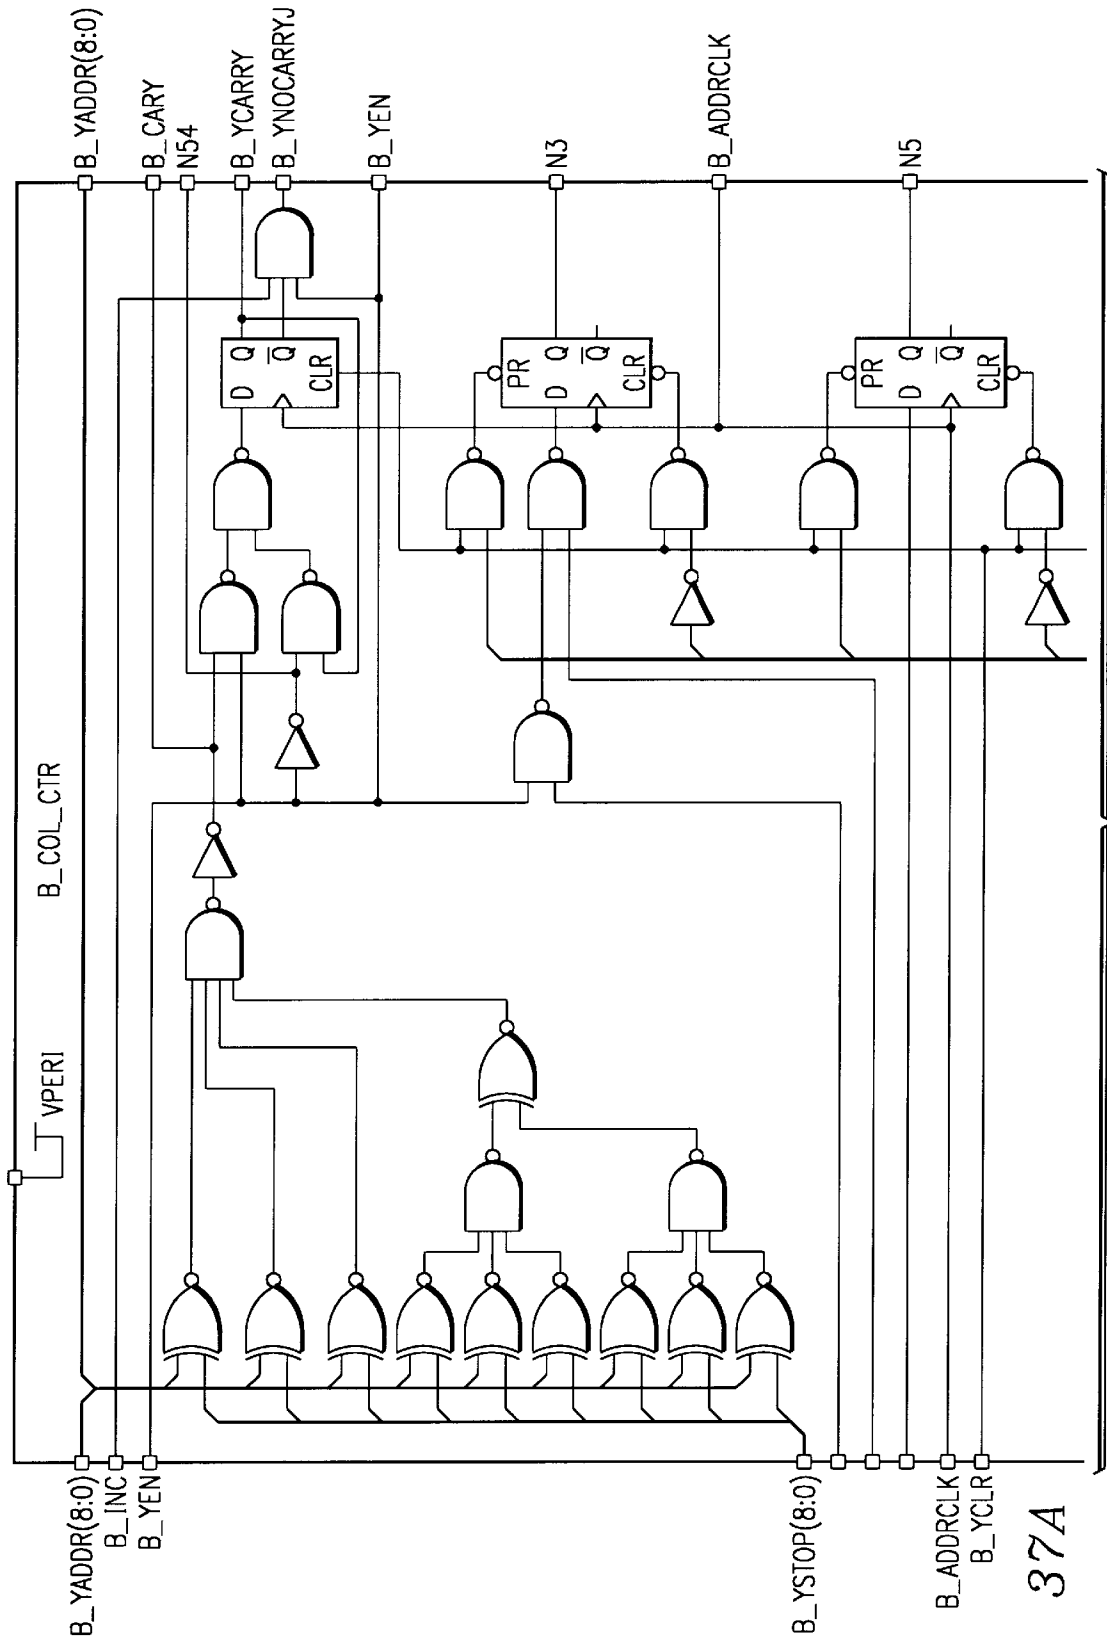 B_YADDR(8:0)
B_CARY
N54
B_YCARRY
B_YNOCARRYJ
B_YEN
N3
B_ADDRCLK
N5
D Q
Q
CLR
PR
D Q
Q
CLR
PR
D Q
Q
CLR
B_COL_CTR
VPERI
B_YADDR(8:0)
B_INC
B_YEN
B_YSTOP(8:0)
B_ADDRCLK
B_YCLR
37A